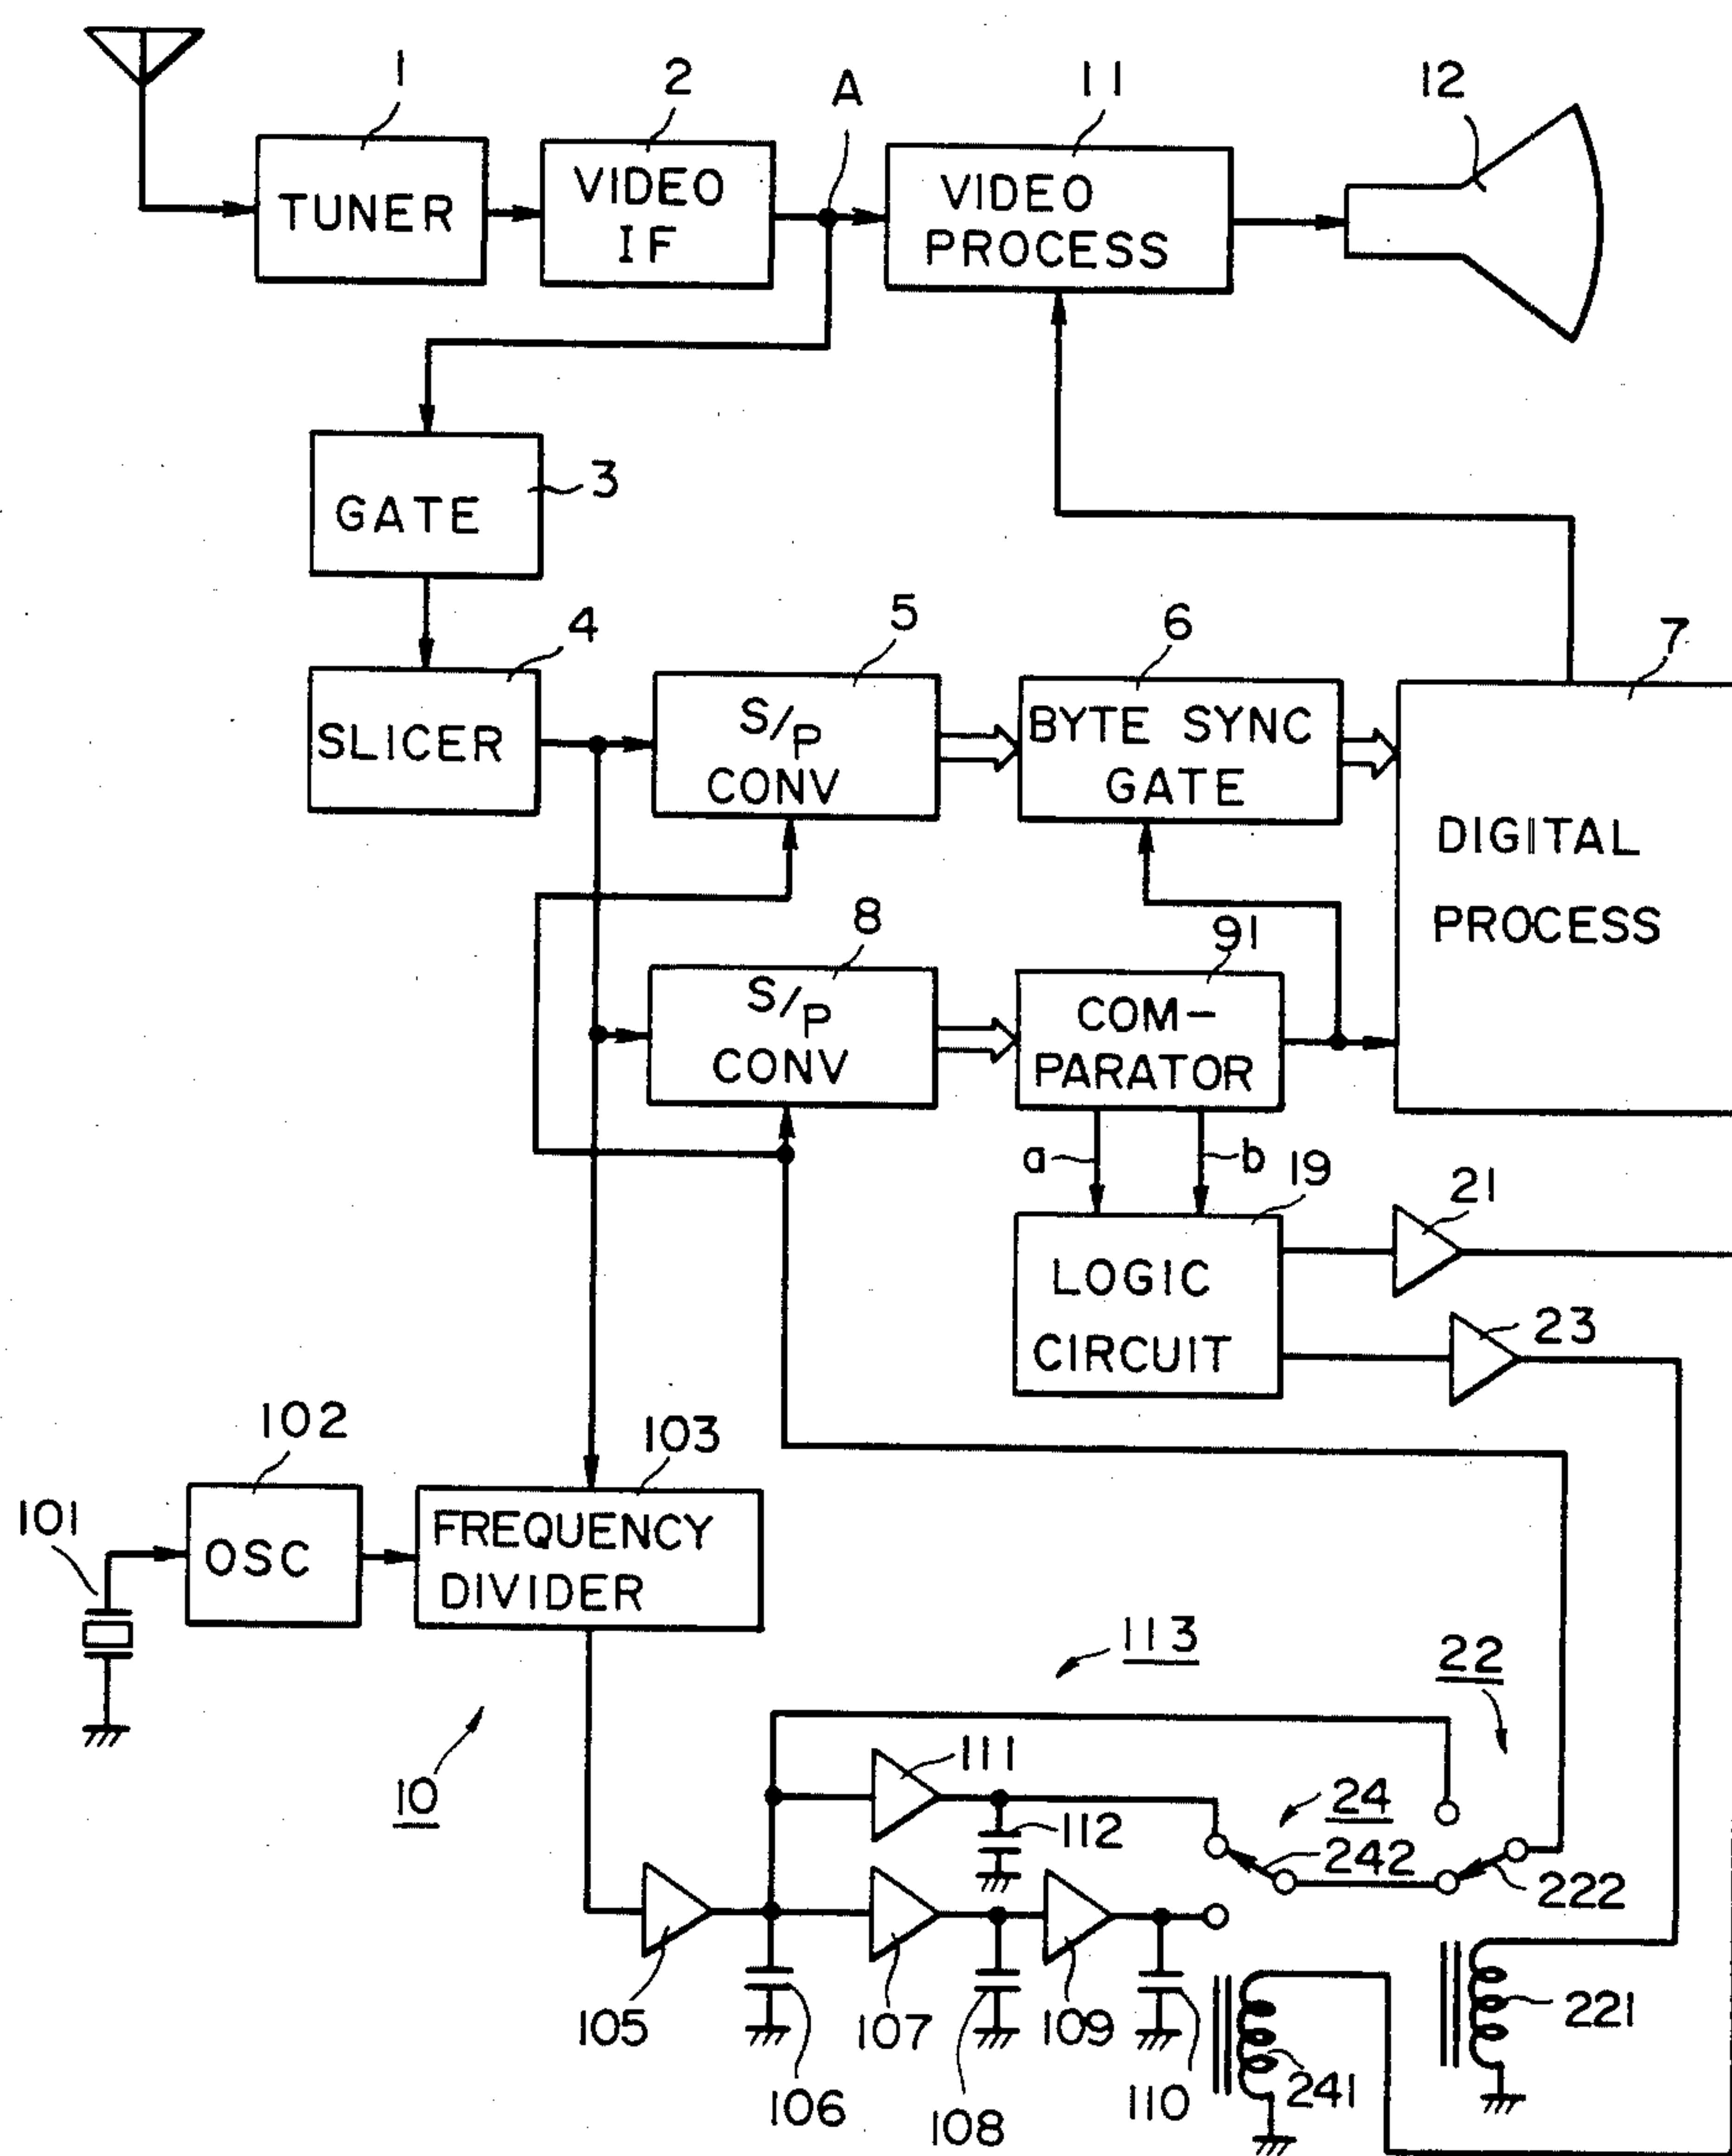 1
2
A
11
12
TUNER
VIDEO
IF
VIDEO
PROCESS
3
GATE
4
5
6
7
SLICER
S/P
CONV
BYTE SYNC
GATE
DIGITAL
PROCESS
8
91
S/P
CONV
COM-
PARATOR
a
b
19
21
LOGIC
CIRCUIT
23
102
103
101
OSC
FREQUENCY
DIVIDER
113
22
10
111
24
112
242
222
105
106
107
108
109
110
241
221